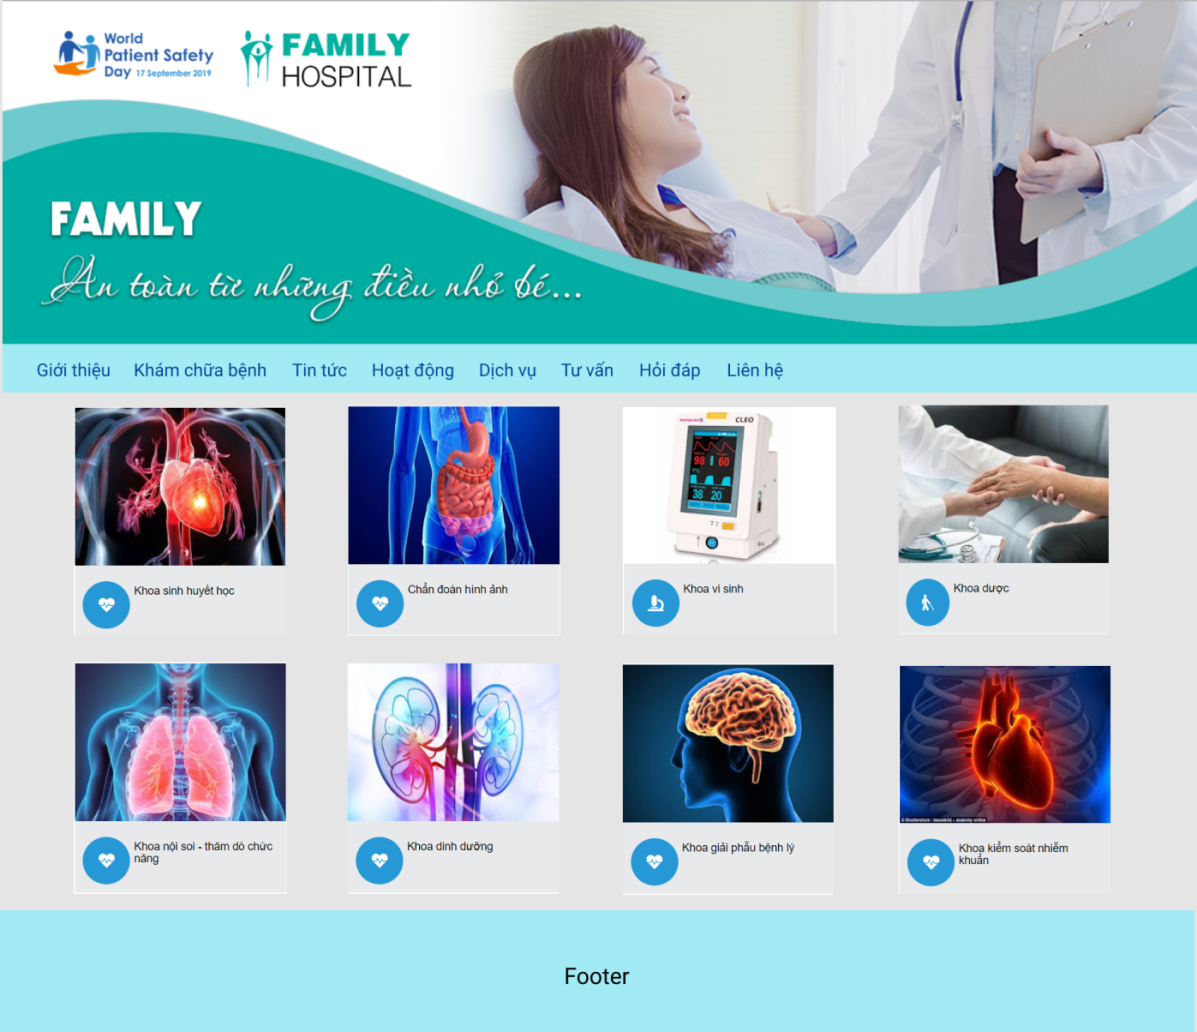 World
Patient Safety
Day 17 September 2019
FAMILY
HOSPITAL
FAMILY
An toàn từ những điều nhỏ bé...
Giới thiệu Khám chữa bệnh Tin tức Hoạt động Dịch vụ Tư vấn Hỏi đáp Liên hệ
CLEO
98 60
38 20
Khoa sinh huyết học
Chẩn đoán hình ảnh
Khoa vi sinh
Khoa dược
Khoa nội soi - thăm dò chức
năng
Khoa dinh dưỡng
Khoa giải phẫu bệnh lý
Khoa kiểm soát nhiễm
khuẩn
Footer